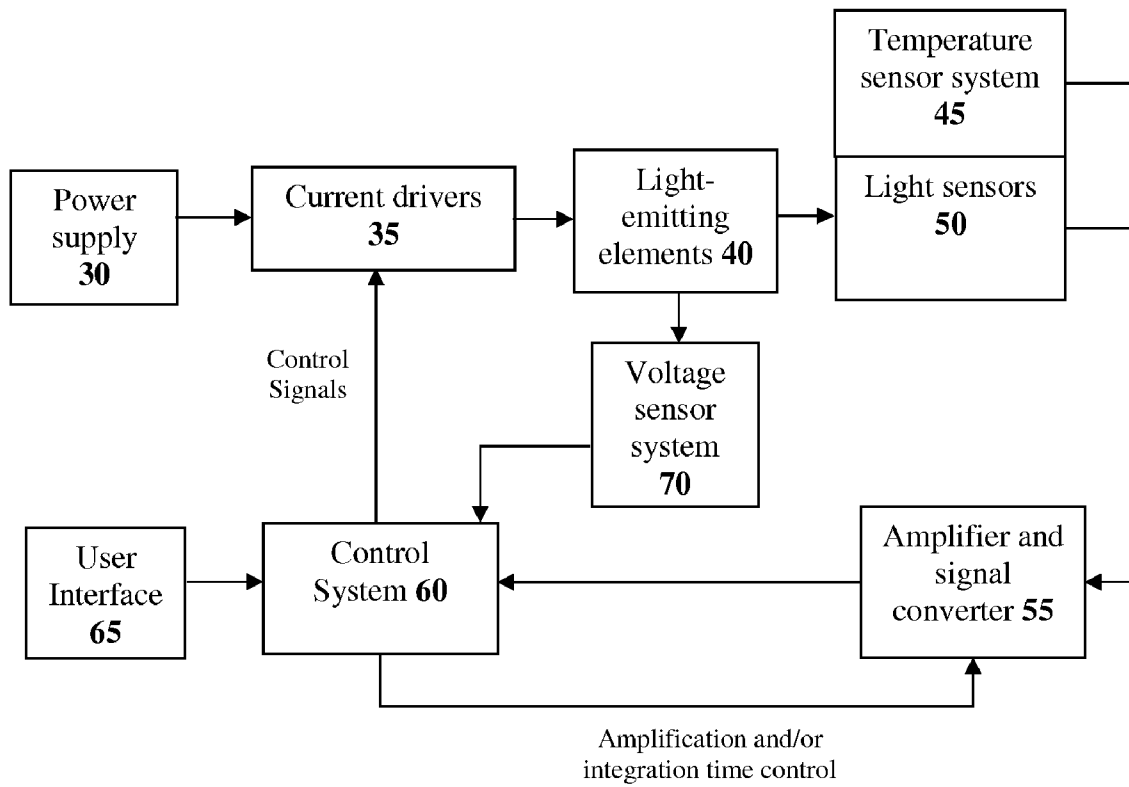 Temperature
sensor system
45
Power
supply
30
Current drivers
35
Light-
emitting
elements 40
Light sensors
50
Control
Signals
Voltage
sensor
system
70
User
Interface
65
Control
System 60
Amplifier and
signal
converter 55
Amplification and/or
integration time control